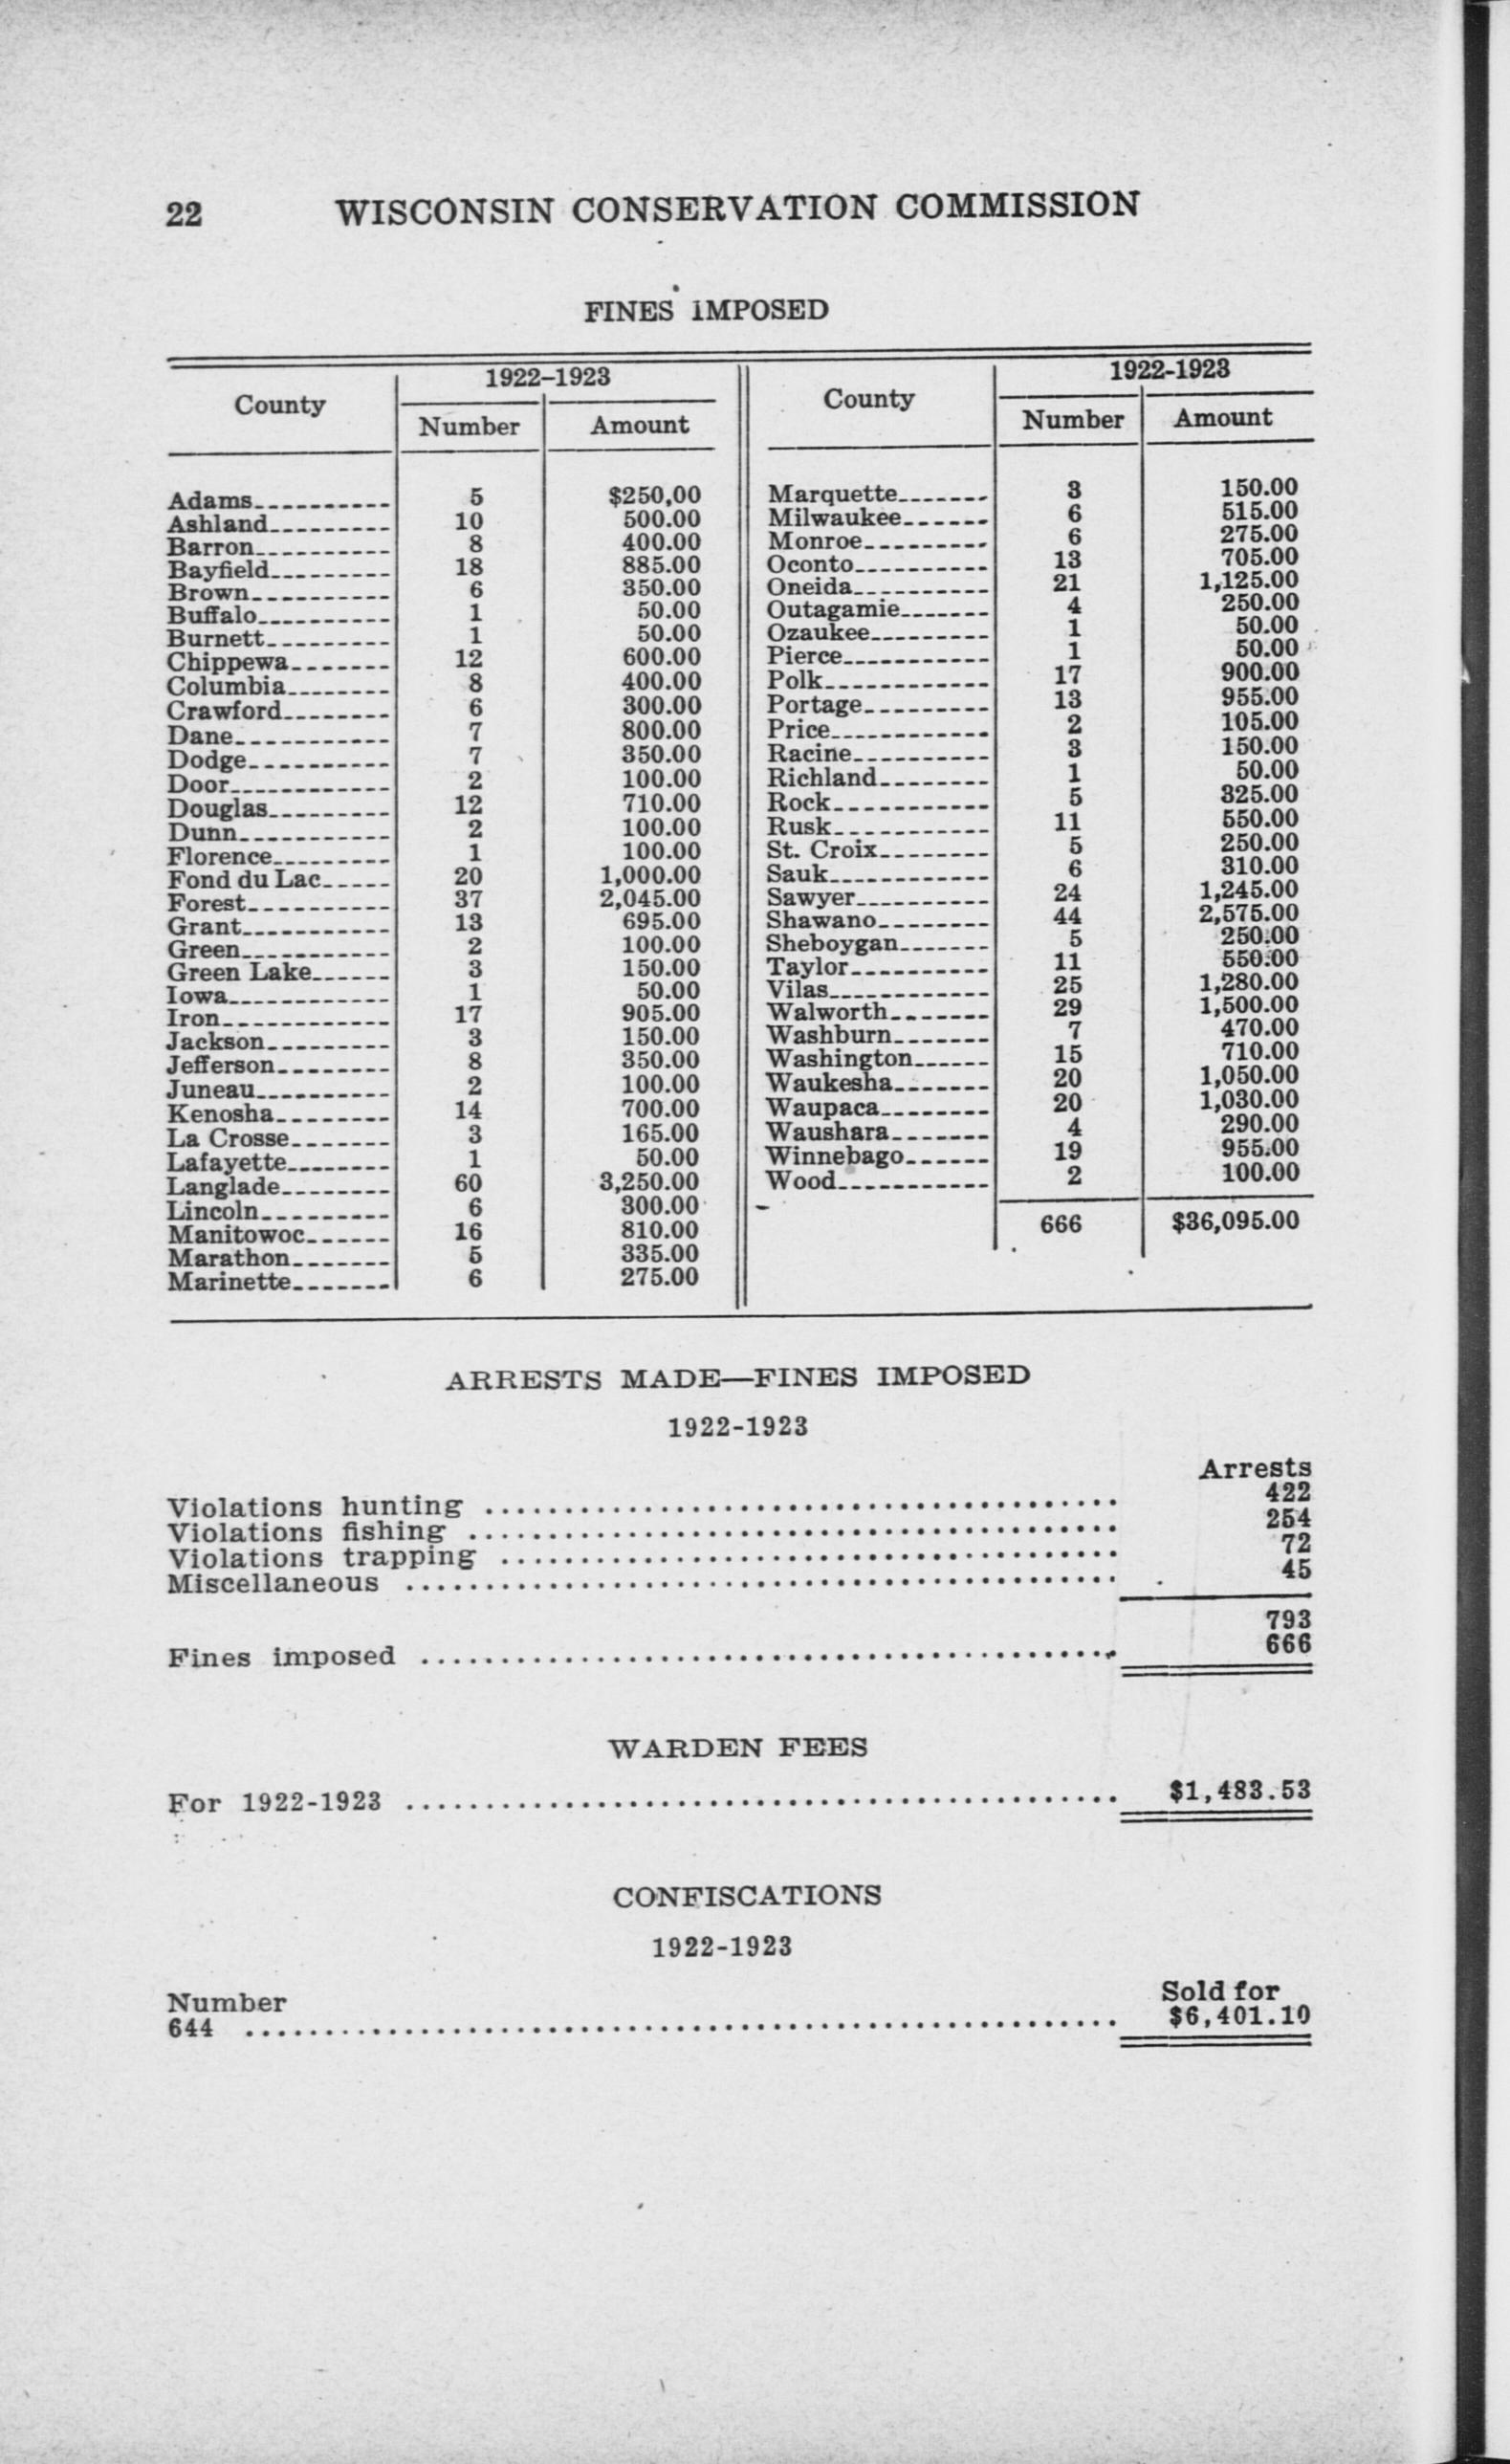 22 WISCONSIN CONSERVATION COMMISSION
FINES IMPOSED
County 1922–1923 County 1922-1923
Number Amount Number Amount
Adams 5 $250,00 Marquette 3 150.00
Ashland 10 500.00 Milwaukee 6 515.00
Barron 8 400.00 Monroe 6 275.00
Bayfield 18 885.00 Oconto 13 705.00
Brown 6 350.00 Oneida 21 1,125.00
Buffalo 1 50.00 Outagamie 4 250.00
Burnett 1 50.00 Ozaukee 1 50.00
Chippewa 12 600.00 Pierce 1 50.00
Columbia 8 400.00 Polk 17 900.00
Crawford 6 300.00 Portage 13 955.00
Dane 7 800.00 Price 2 105.00
Dodge 7 350.00 Racine 3 150.00
Door 2 100.00 Richland 1 50.00
Douglas 12 710.00 Rock 5 325.00
Dunn 2 100.00 Rusk 11 550.00
Florence 1 100.00 St. Croix 5 250.00
Fond du Lac 20 1,000.00 Sauk 6 310.00
Forest 37 2,045.00 Sawyer 24 1,245.00
Grant 13 695.00 Shawano 44 2,575.00
Green 2 100.00 Sheboygan 5 250.00
Green Lake 3 150.00 Taylor 11 550.00
Iowa 1 50.00 Vilas 25 1,280.00
Iron 17 905.00 Walworth 29 1,500.00
Jackson 3 150.00 Washburn 7 470.00
Jefferson 8 350.00 Washington 15 710.00
Juneau 2 100.00 Waukesha 20 1,050.00
Kenosha 14 700.00 Waupaca 20 1,030.00
La Crosse 3 165.00 Waushara 4 290.00
Lafayette 1 50.00 Winnebago 19 955.00
Langlade 60 3,250.00 Wood 2 100.00
Lincoln 6 300.00
Manitowoc 16 810.00 666 $36,095.00
Marathon 5 335.00
Marinette 6 275.00
ARRESTS MADE—FINES IMPOSED
1922-1923
Arrests
Violations hunting 422
Violations fishing 254
Violations trapping 72
Miscellaneous 45
793
Fines imposed 666
WARDEN FEES
For 1922-1923 $1,483.53
CONFISCATIONS
1922-1923
Number Sold for
644 $6,401.10